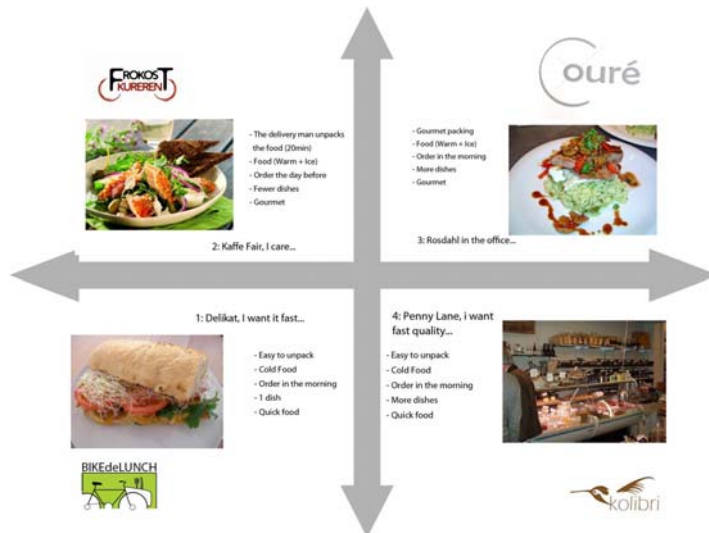 FROKOST
KUREREN
ouré
- The delivery man unpacks
the food (20min)
- Food (Warm + Ice)
- Order the day before
- Fewer dishes
- Gourmet
- Gourmet packing
- Food (Warm + Ice)
- Order in the morning
- More dishes
- Gourmet
2: Kaffe Fair, I care...
3: Rosdahl in the office...
1: Delikat, I want it fast...
- Easy to unpack
- Cold Food
- Order in the morning
- 1 dish
- Quick food
4: Penny Lane, i want
fast quality...
- Easy to unpack
- Cold Food
- Order in the morning
- More dishes
- Quick food
BIKEdeLUNCH
kolibri